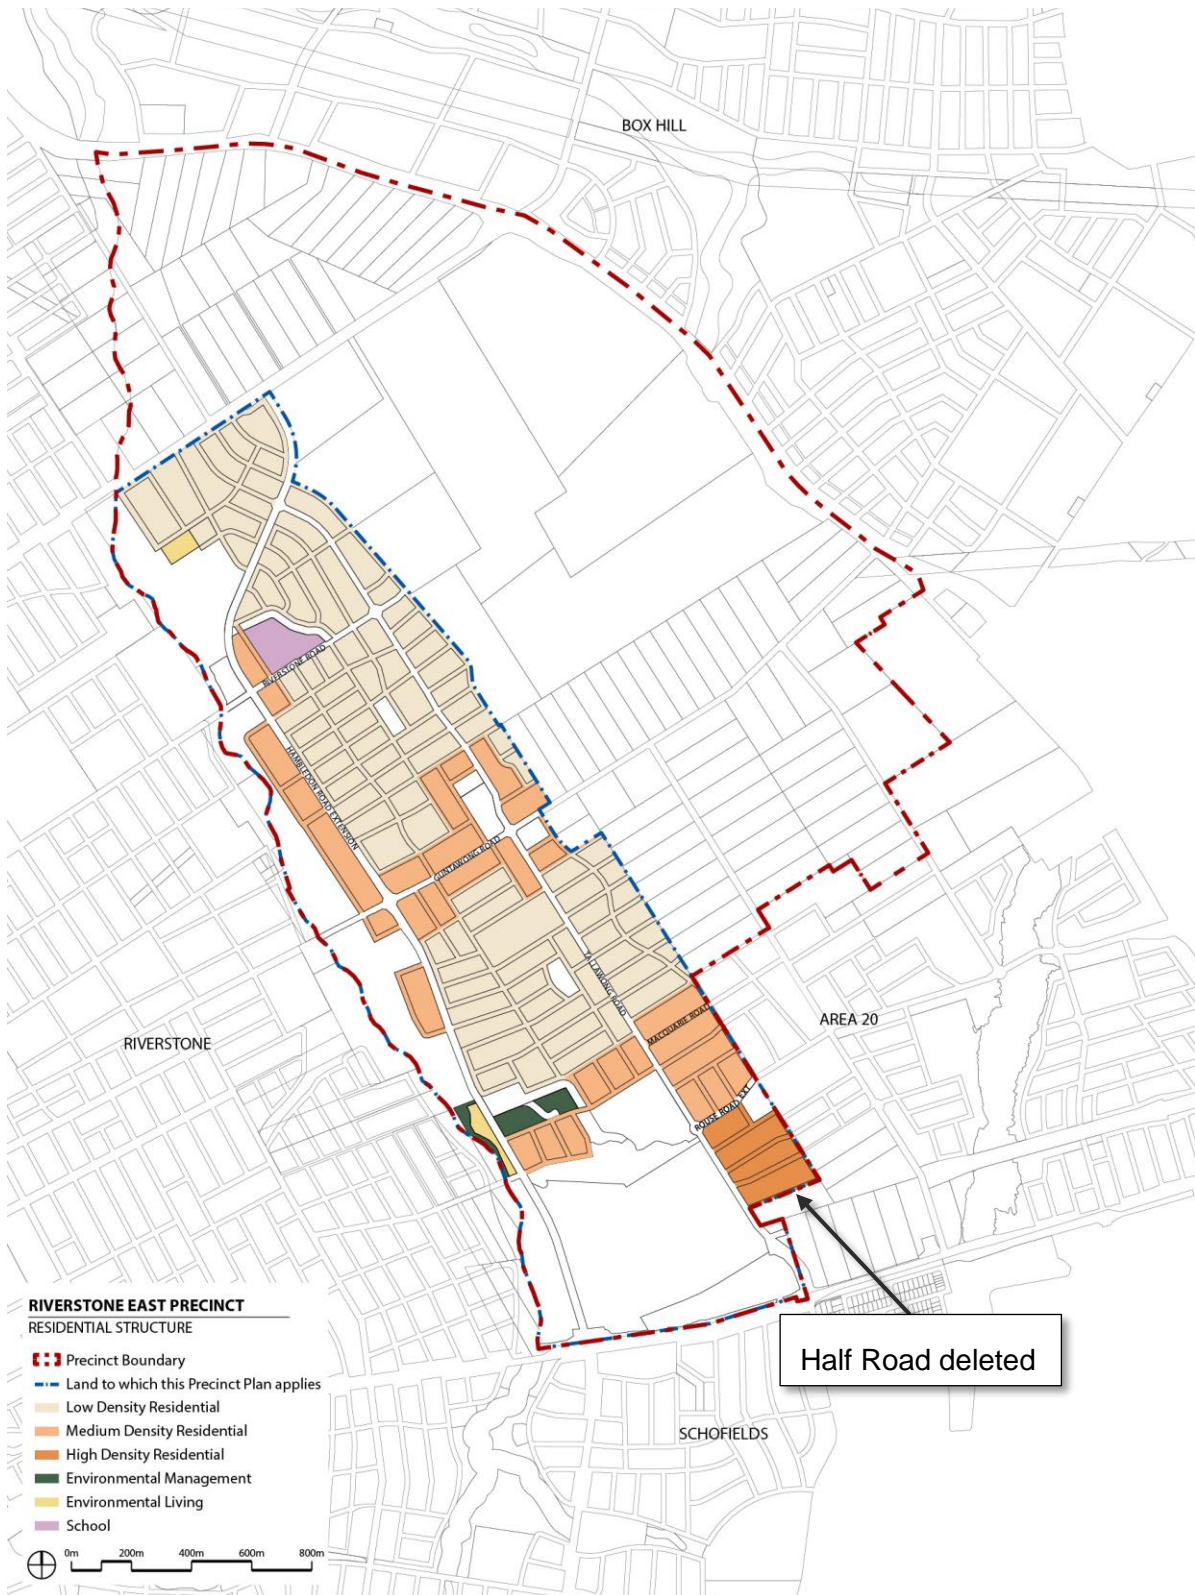 BOX HILL
RIVERSTONE ROAD
HAMBLEDON ROAD EXTENSION
GUNTAWONG ROAD
TALLAWONG ROAD
MACQUARIE ROAD
AREA 20
RIVERSTONE
ROUSE ROAD EXT
RIVERSTONE EAST PRECINCT
RESIDENTIAL STRUCTURE
Precinct Boundary
Land to which this Precinct Plan applies
Low Density Residential
Medium Density Residential
High Density Residential
Environmental Management
Environmental Living
School
0m 200m 400m 600m 800m
Half Road deleted
SCHOFIELDS